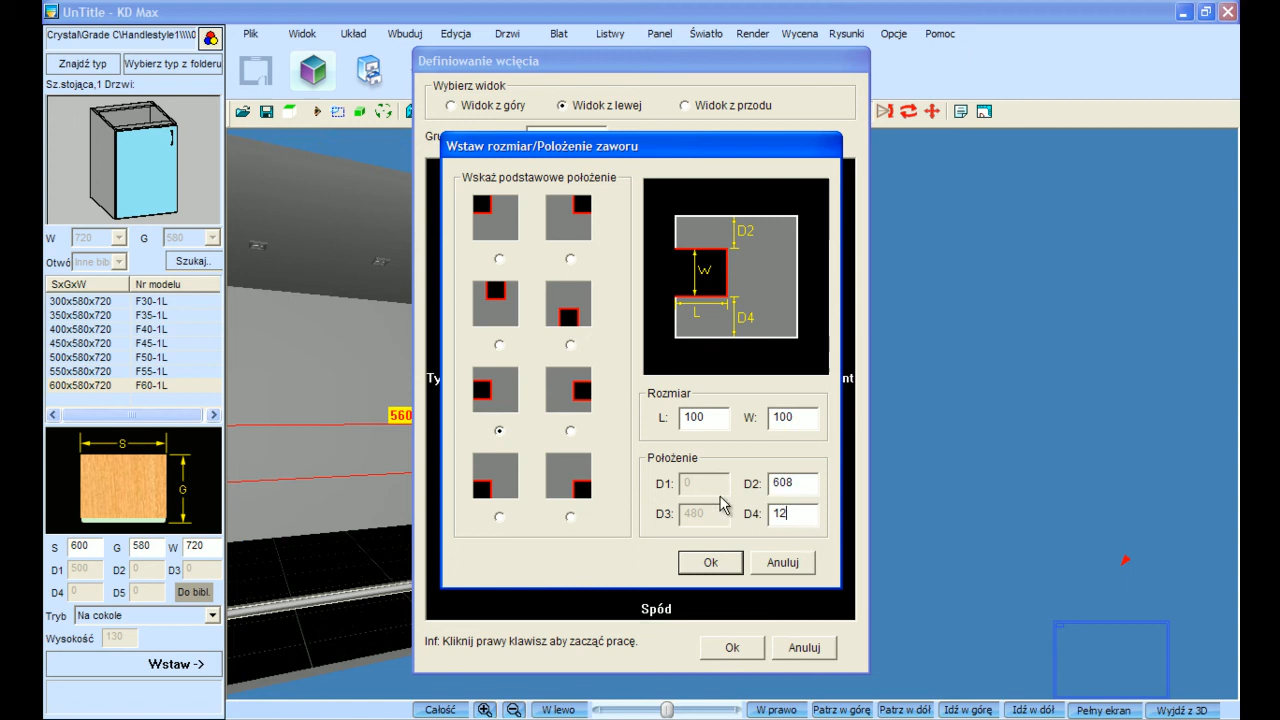 UnTitle - KD Max
Crystal\Grade C\Handlestyle1\\\\0
Plik Widok Układ Wbuduj Edycja Drzwi Blat Listwy Panel Światło Render Wycena Rysunki Opcje Pomoc
Znajdź typ Wybierz typ z folderu
Sz.stojąca,1 Drzwi:
W 720 G 580
Otwó Inne bib Szukaj..
SxGxW Nr modelu
300x580x720 F30-1L
350x580x720 F35-1L
400x580x720 F40-1L
450x580x720 F45-1L
500x580x720 F50-1L
550x580x720 F55-1L
600x580x720 F60-1L
S
G
S 600 G 580 W 720
D1 500 D2 0 D3 0
D4 0 D5 0 Do bibl.
Tryb Na cokole
Wysokość 130
Wstaw ->
560
Definiowanie wcięcia
Wybierz widok
Widok z góry Widok z lewej Widok z przodu
Gru
Ty
nt
Wstaw rozmiar/Położenie zaworu
Wskaż podstawowe położenie
D2
W
L
D4
Rozmiar
L: 100 W: 100
Położenie
D1: 0 D2: 608
D3: 480 D4: 12
Ok Anuluj
Spód
Inf: Kliknij prawy klawisz aby zacząć pracę.
Ok Anuluj
Całość W lewo W prawo Patrz w górę Patrz w dół Idź w górę Idź w dół Pełny ekran Wyjdź z 3D